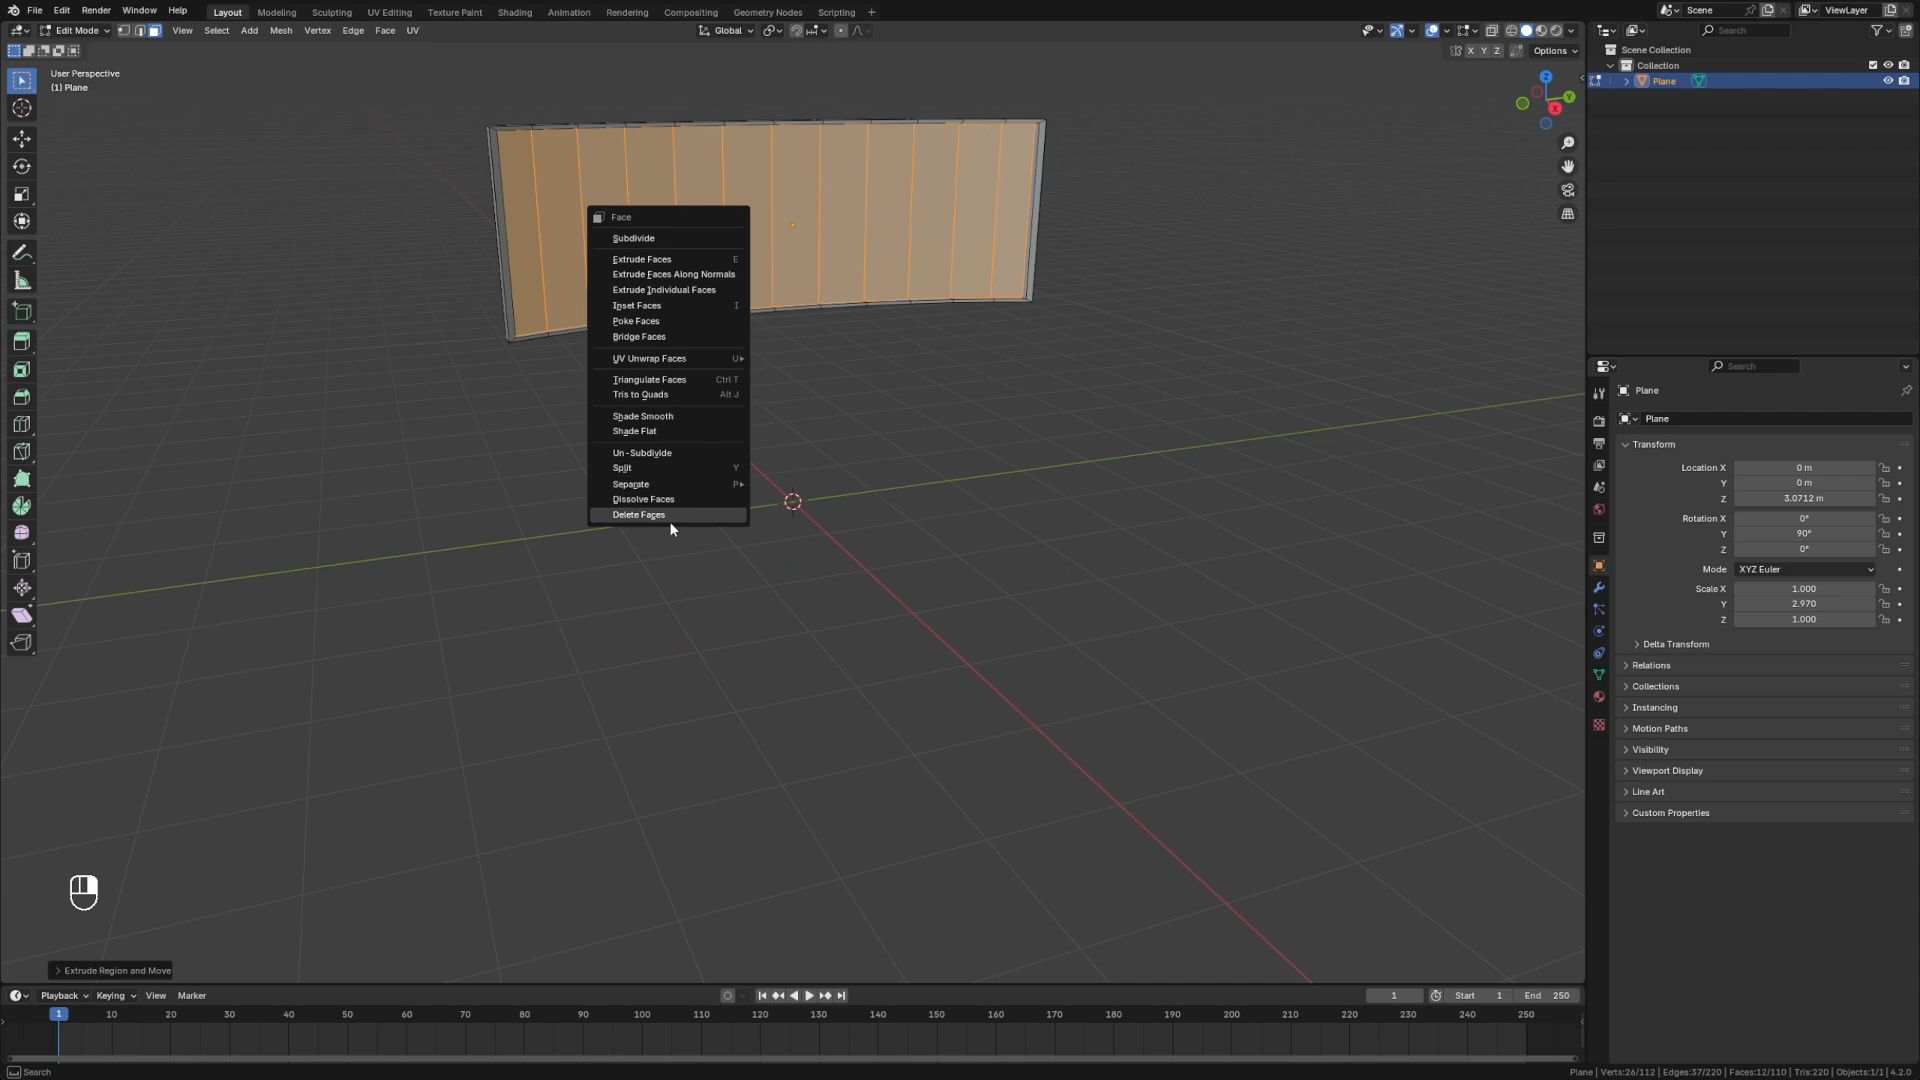 File Edit Render Window Help Layout Modeling Sculpting UV Editing Texture Paint Shading Animation Rendering Compositing Geometry Nodes Scripting + Scene ViewLayer
Edit Mode View Select Add Mesh Vertex Edge Face UV Global Search
X Y Z Options
Scene Collection
Collection
Plane
User Perspective
(1) Plane
Z
Y
X
Face
Subdivide
Extrude Faces E
Extrude Faces Along Normals
Extrude Individual Faces
Inset Faces I
Poke Faces
Bridge Faces
UV Unwrap Faces U
Triangulate Faces Ctrl T
Tris to Quads Alt J
Shade Smooth
Shade Flat
Un-Subdivide
Split Y
Separate P
Dissolve Faces
Delete Faces
Search
Plane
Plane
Transform
Location X 0 m
Y 0 m
Z 3.0712 m
Rotation X 0°
Y 90°
Z 0°
Mode XYZ Euler
Scale X 1.000
Y 2.970
Z 1.000
Delta Transform
Relations
Collections
Instancing
Motion Paths
Visibility
Viewport Display
Line Art
Custom Properties
Extrude Region and Move
Playback Keying View Marker 1 Start 1 End 250
1 10 20 30 40 50 60 70 80 90 100 110 120 130 140 150 160 170 180 190 200 210 220 230 240 250
Search Plane | Verts:26/112 | Edges:37/220 | Faces:12/110 | Tris:220 | Objects:1/1 | 4.2.0